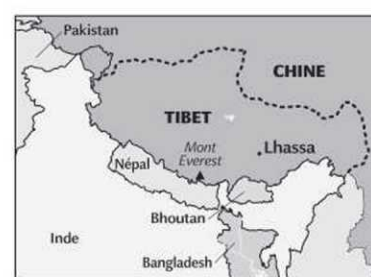 Pakistan
CHINE
TIBET
Mont
Everest
Lhassa
Népal
Bhoutan
Inde
Bangladesh